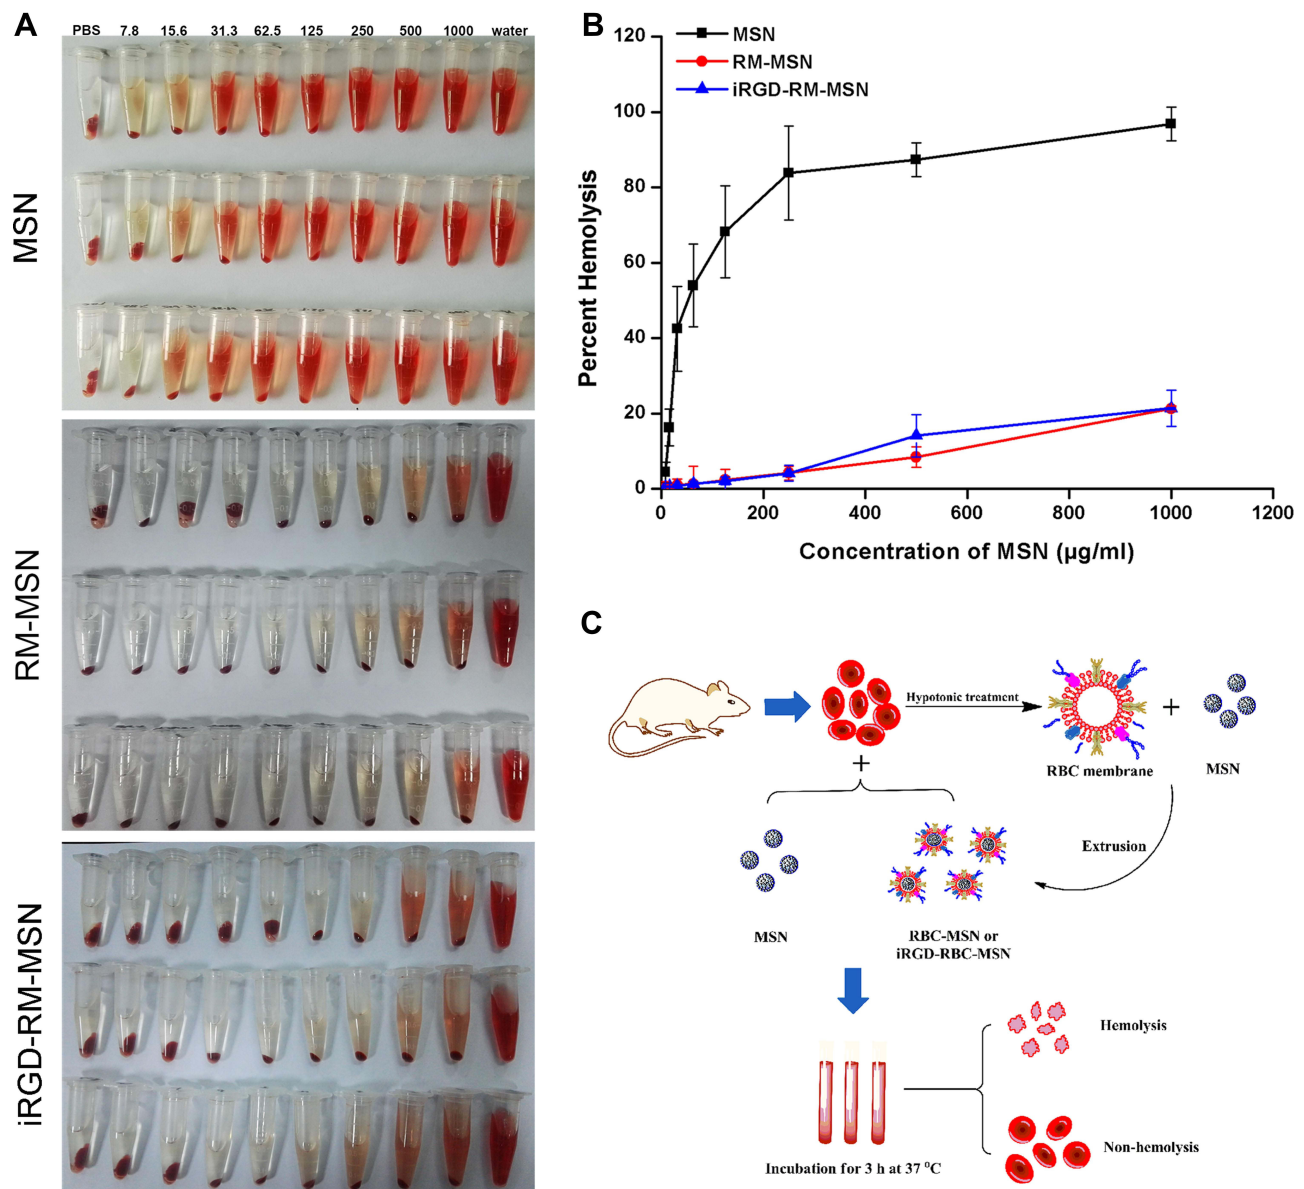 A
PBS 7.8 15.6 31.3 62.5 125 250 500 1000 water
MSN
RM-MSN
iRGD-RM-MSN
B
MSN
RM-MSN
iRGD-RM-MSN
Percent Hemolysis
120
100
80
60
40
20
0
0 200 400 600 800 1000 1200
Concentration of MSN (µg/ml)
C
Hypotonic treatment
+
RBC membrane
MSN
+
Extrusion
MSN
RBC-MSN or
iRGD-RBC-MSN
Hemolysis
Non-hemolysis
Incubation for 3 h at 37 ⁰C